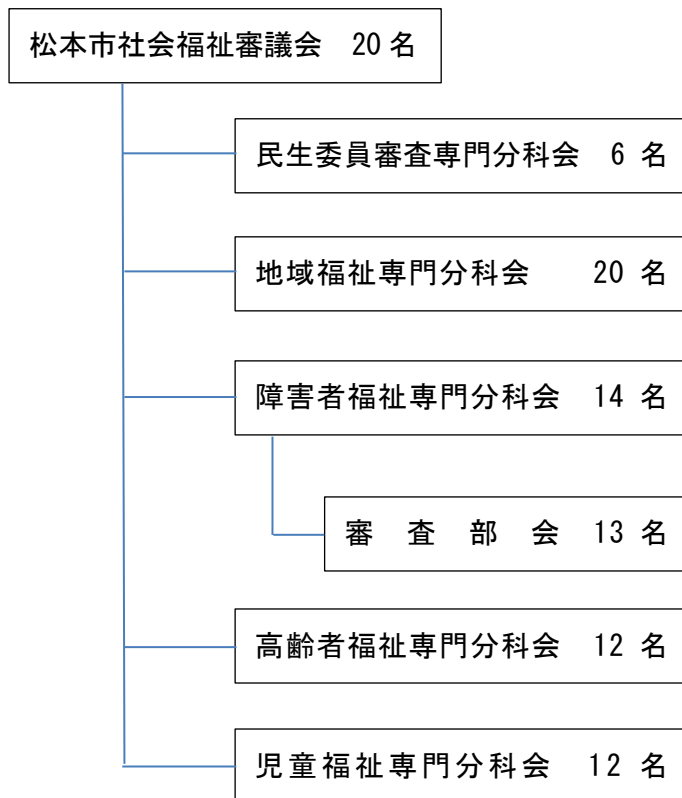 松本市社会福祉審議会　20名
民生委員審査専門分科会　6 名
地域福祉専門分科会　　20 名
障害者福祉専門分科会　14 名
審　査　部　会　13 名
高齢者福祉専門分科会　12 名
児童福祉専門分科会　12 名